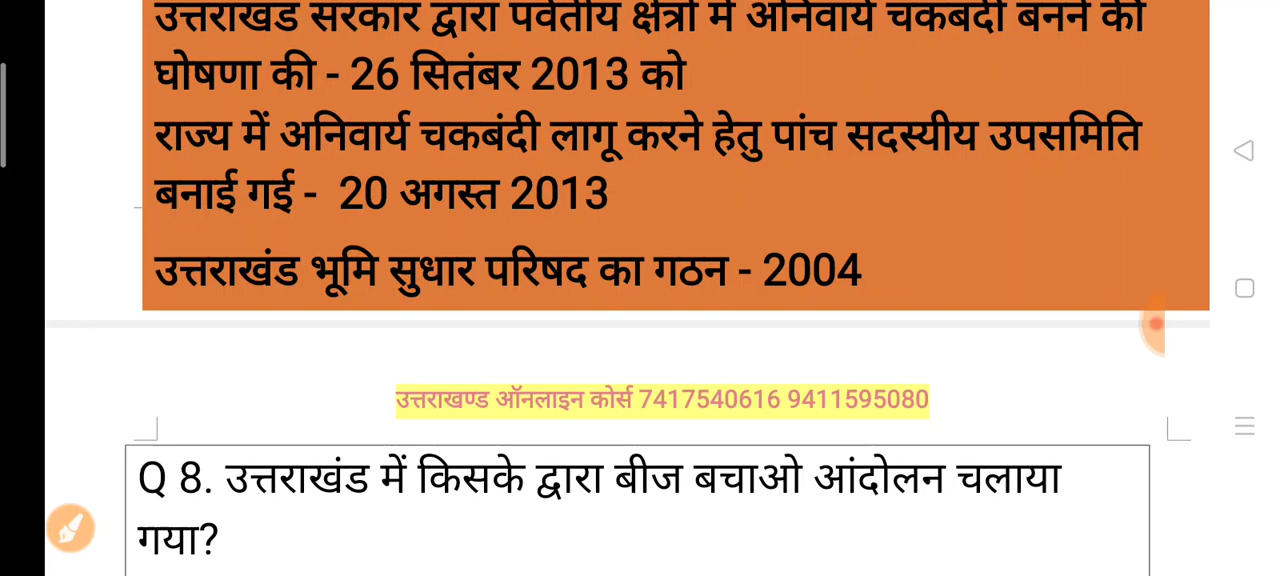 उत्तराखंड सरकार द्वारा पर्वतीय क्षेत्रों में अनिवार्य चकबंदी बनने की
घोषणा की - 26 सितंबर 2013 को
राज्य में अनिवार्य चकबंदी लागू करने हेतु पांच सदस्यीय उपसमिति
बनाई गई - 20 अगस्त 2013
उत्तराखंड भूमि सुधार परिषद का गठन - 2004
उत्तराखण्ड ऑनलाइन कोर्स 7417540616 9411595080
Q 8. उत्तराखंड में किसके द्वारा बीज बचाओ आंदोलन चलाया
गया?